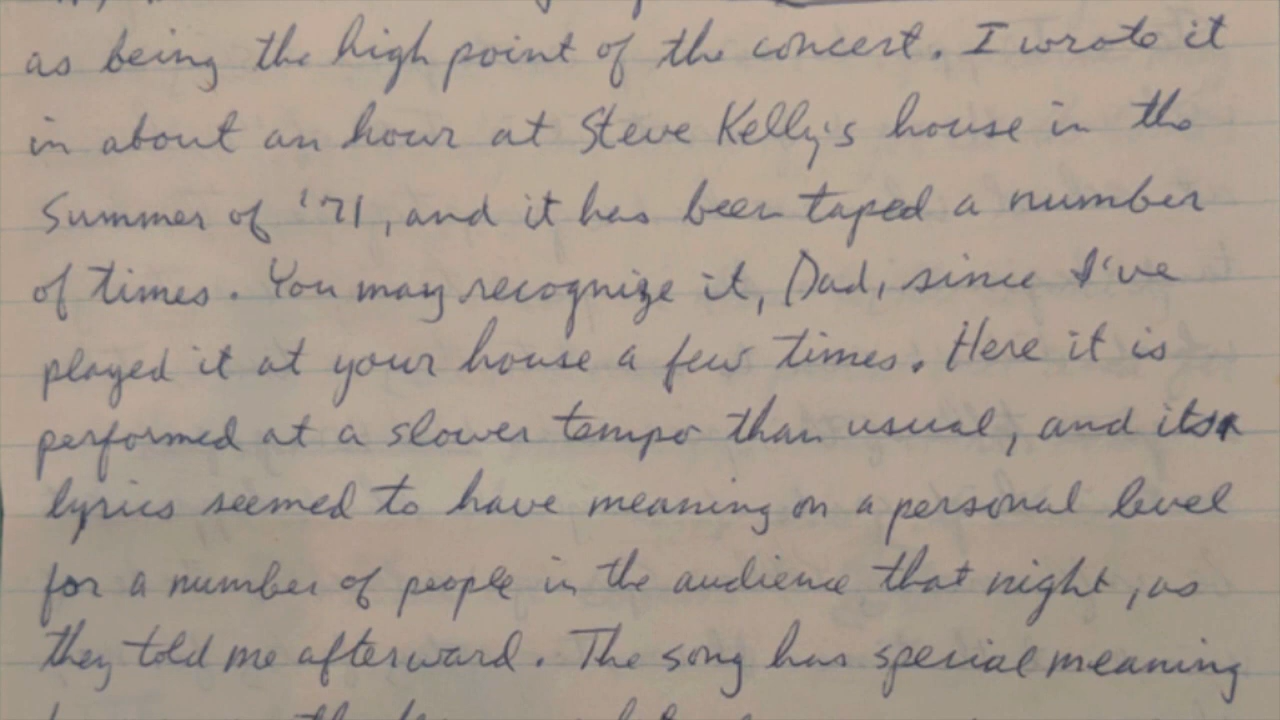 as being the high point of the concert. I wrote it
in about an hour at Steve Kelly's house in the
Summer of '71, and it has been taped a number
of times. You may recognize it, Dad, since I've
played it at your house a few times. Here it is
performed at a slower tempo than usual, and its
lyrics seemed to have meaning on a personal level
for a number of people in the audience that night, as
they told me afterward. The song has special meaning